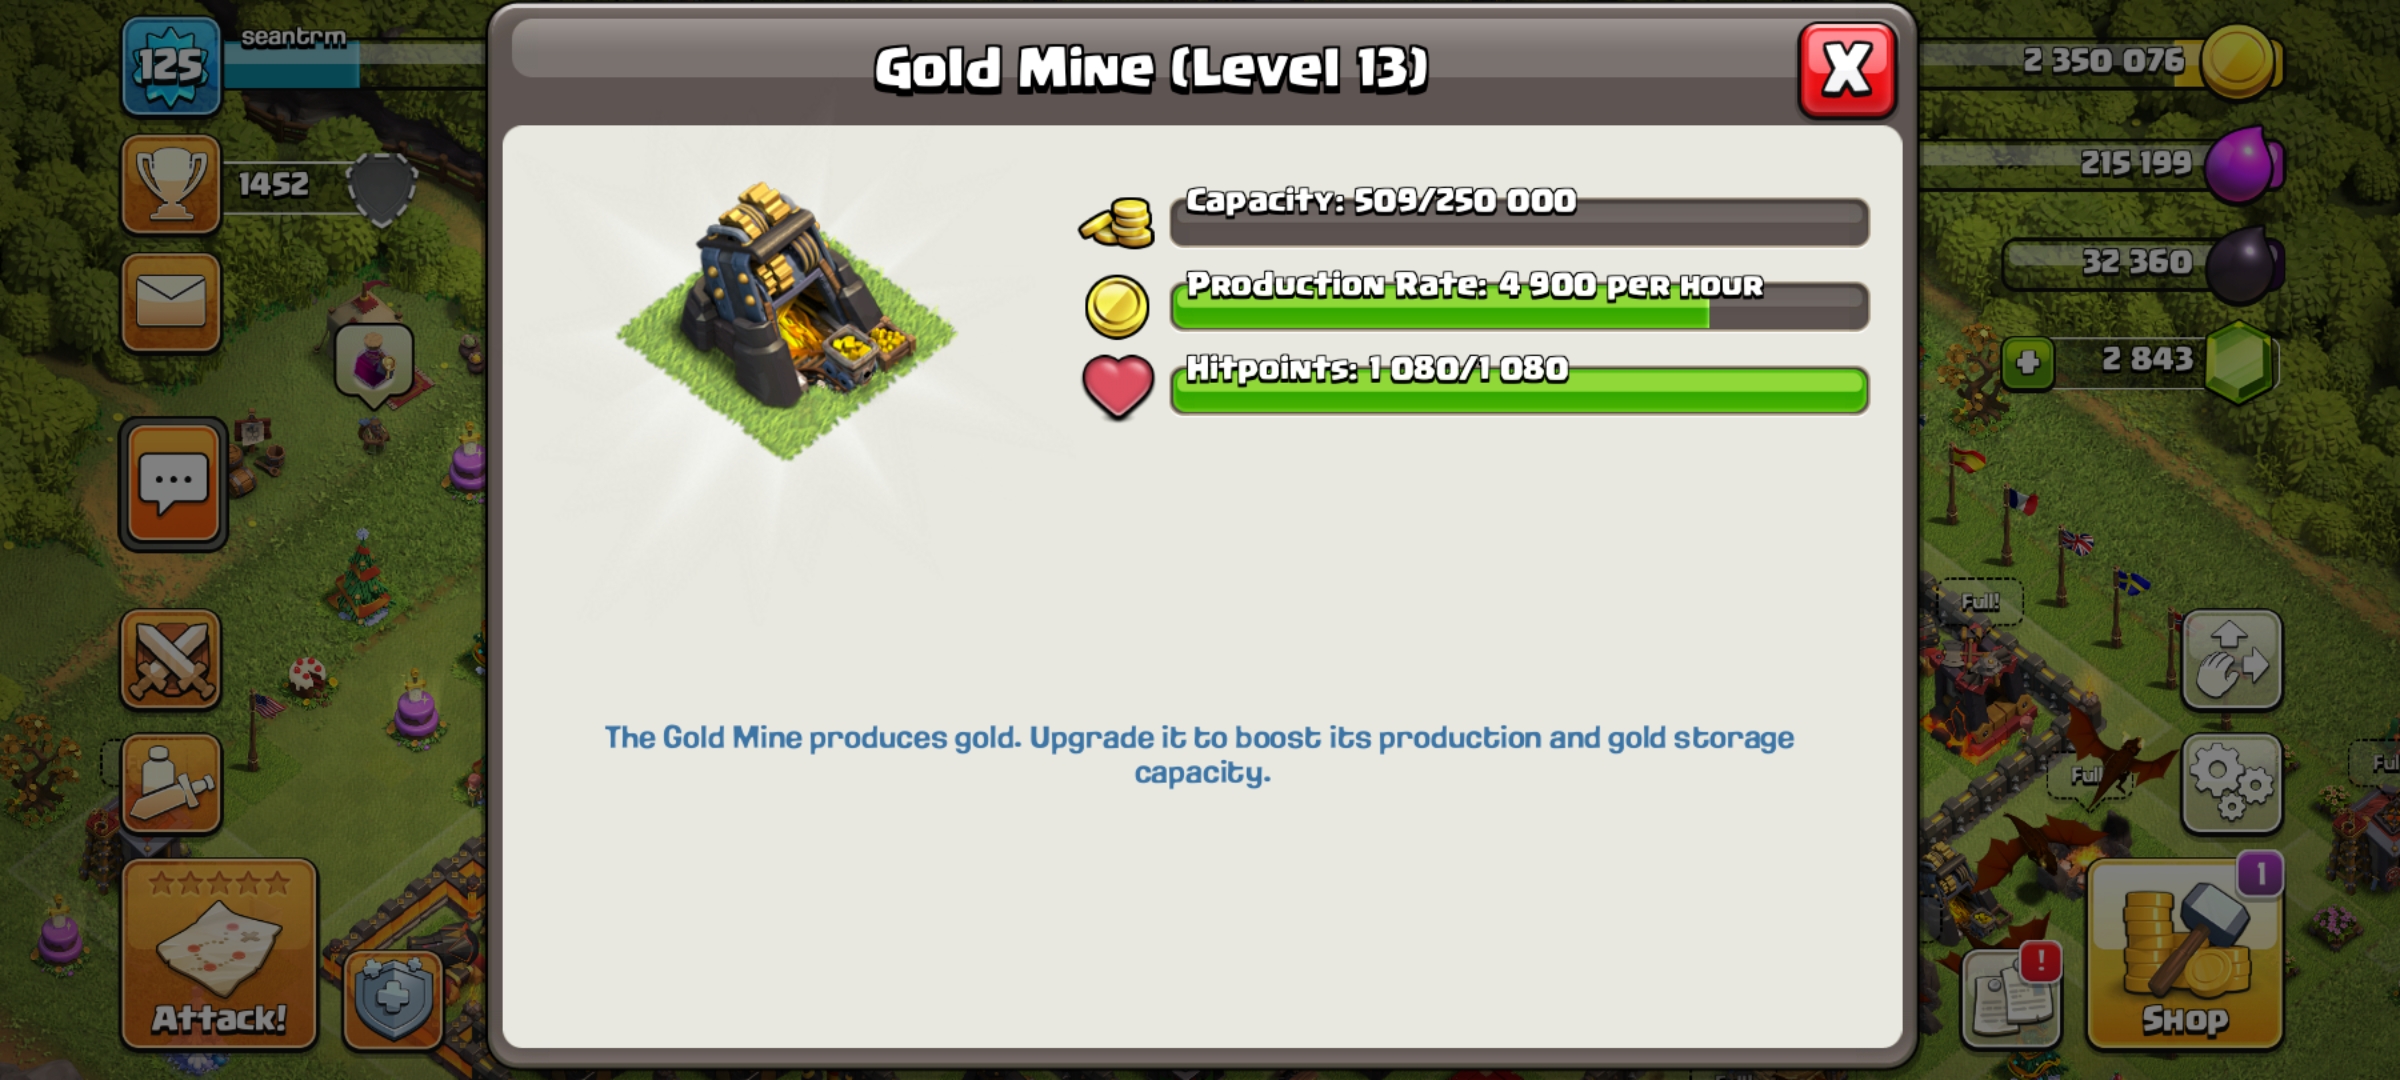 125
seantrm
Gold Mine (Level 13)
X
2 350 076
1452
Capacity: 509/250 000
215 199
Production Rate: 4 900 per hour
32 360
Hitpoints: 1 080/1 080
2 843
Full!
The Gold Mine produces gold. Upgrade it to boost its production and gold storage
capacity.
1
!
Attack!
Shop